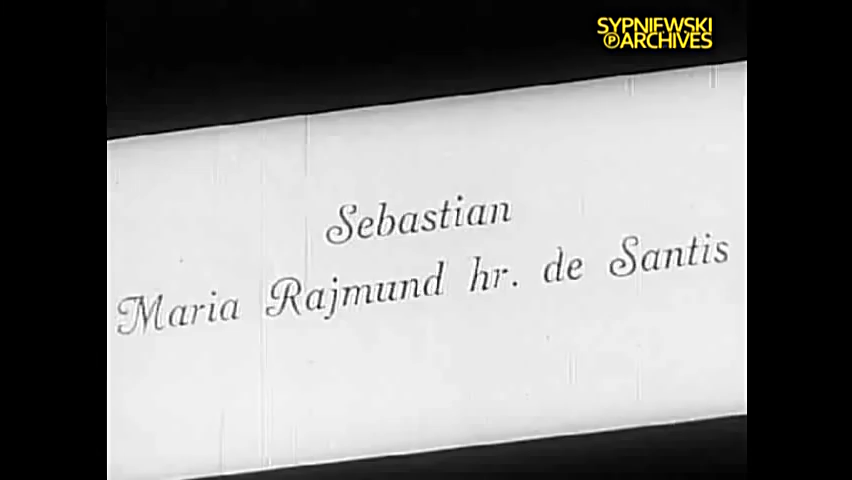 SYPNIEWSKI
℗ARCHIVES
Sebastian
Maria Rajmund hr. de Santis